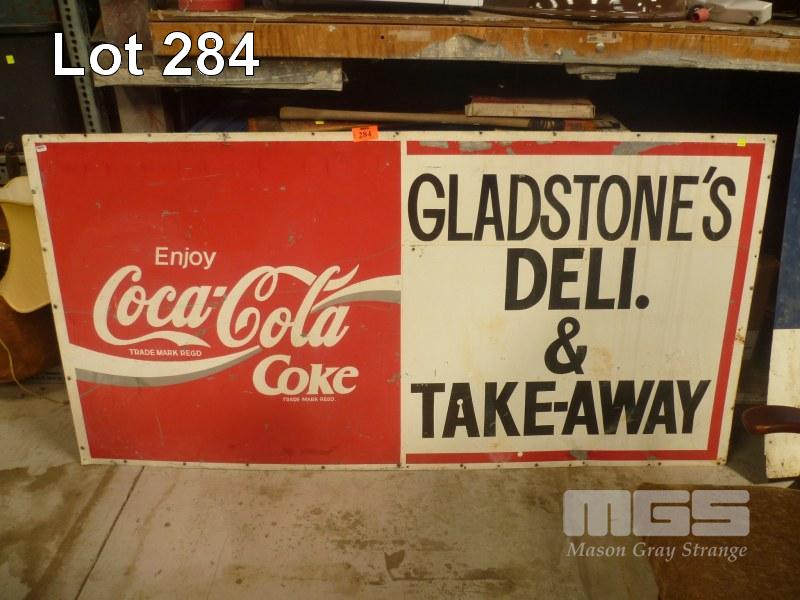 Lot 284
284
Enjoy
Coca-Cola
TRADE MARK REGD
Coke
TRADE MARK REGD.
GLADSTONE'S
DELI.
&
TAKE-AWAY
MGS
Mason Gray Strange